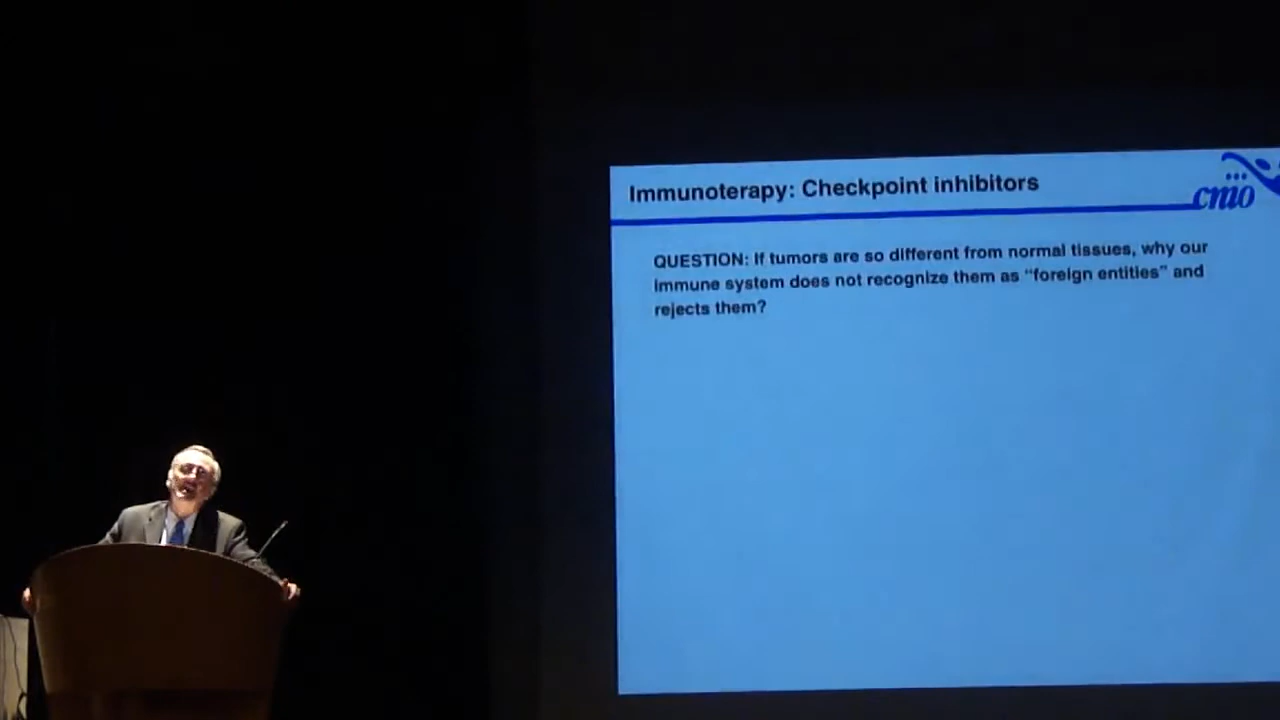 Immunoterapy: Checkpoint inhibitors
cnio
QUESTION: If tumors are so different from normal tissues, why our
immune system does not recognize them as “foreign entities” and
rejects them?